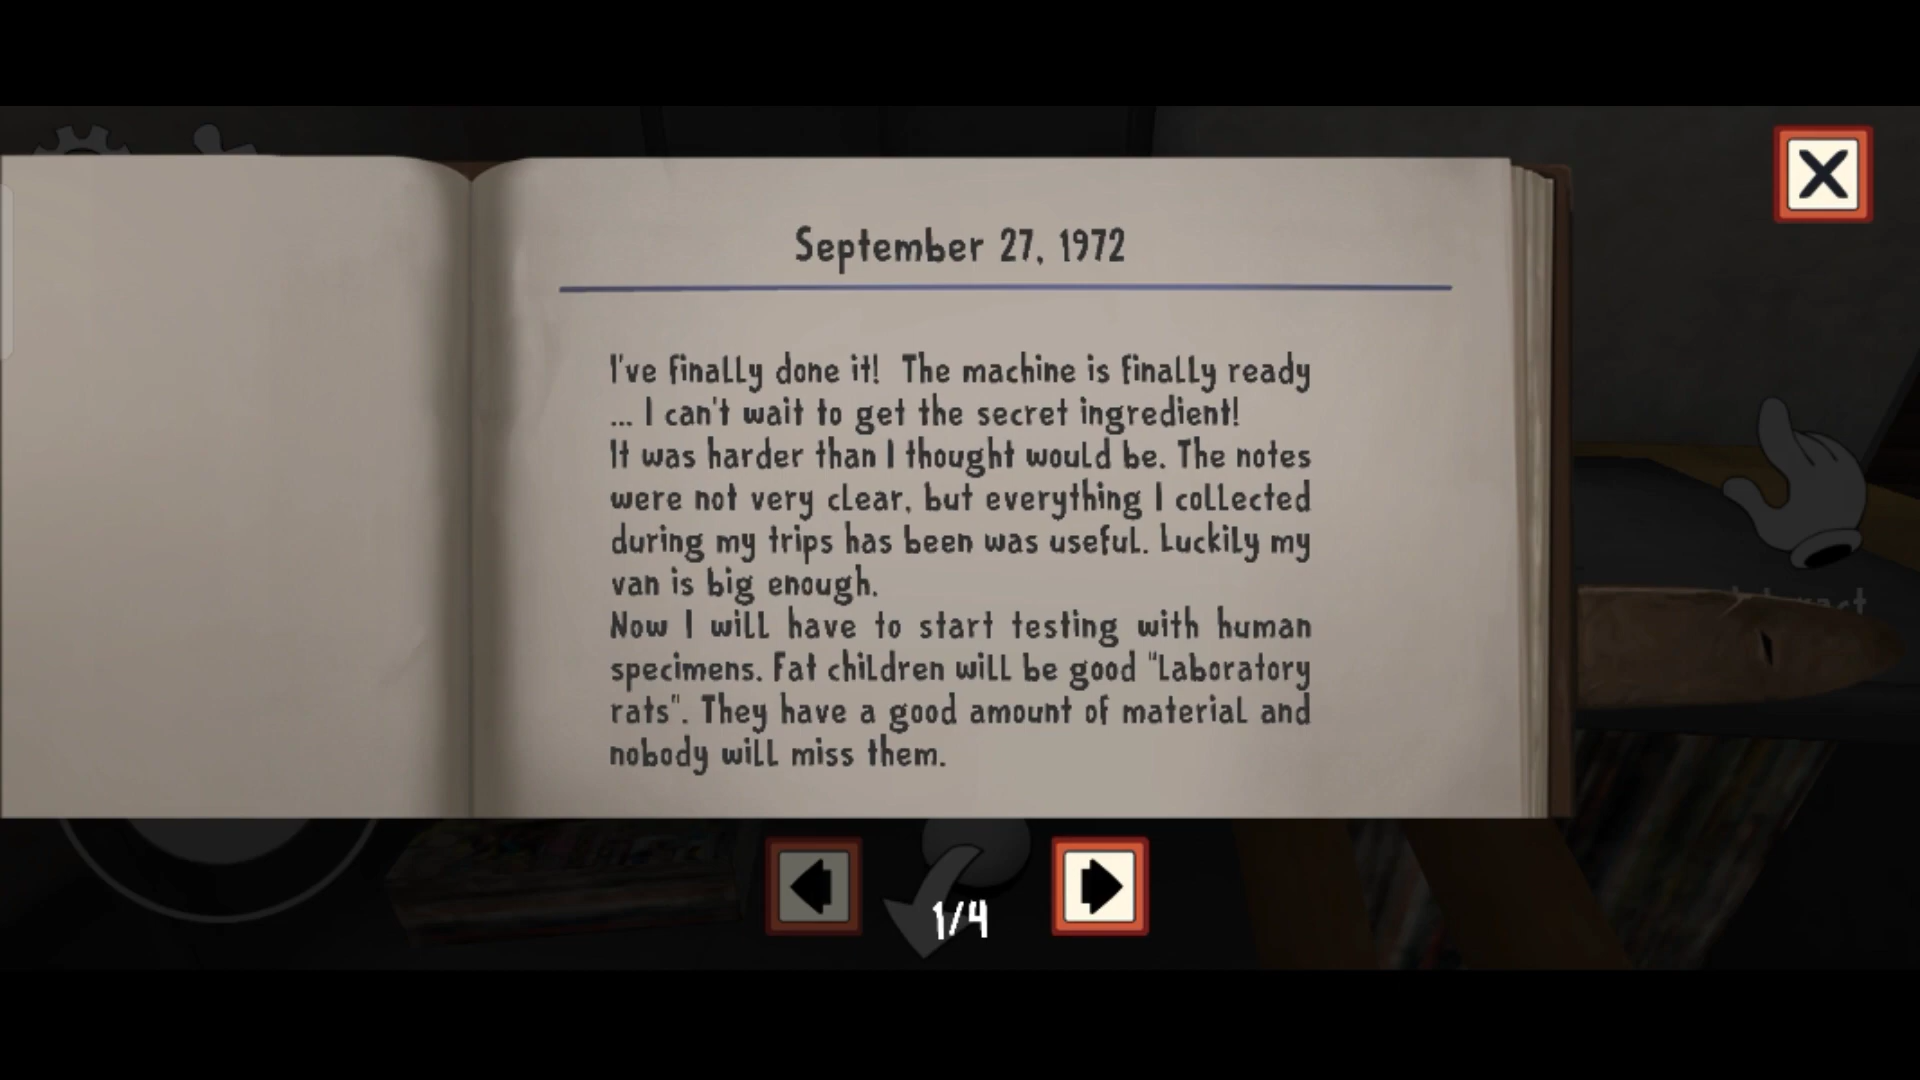 September 27, 1972
I've finally done it! The machine is finally ready
... I can't wait to get the secret ingredient!
It was harder than I thought would be. The notes
were not very clear, but everything I collected
during my trips has been was useful. Luckily my
van is big enough.
Now I will have to start testing with human
specimens. Fat children will be good "laboratory
rats". They have a good amount of material and
nobody will miss them.
1/4